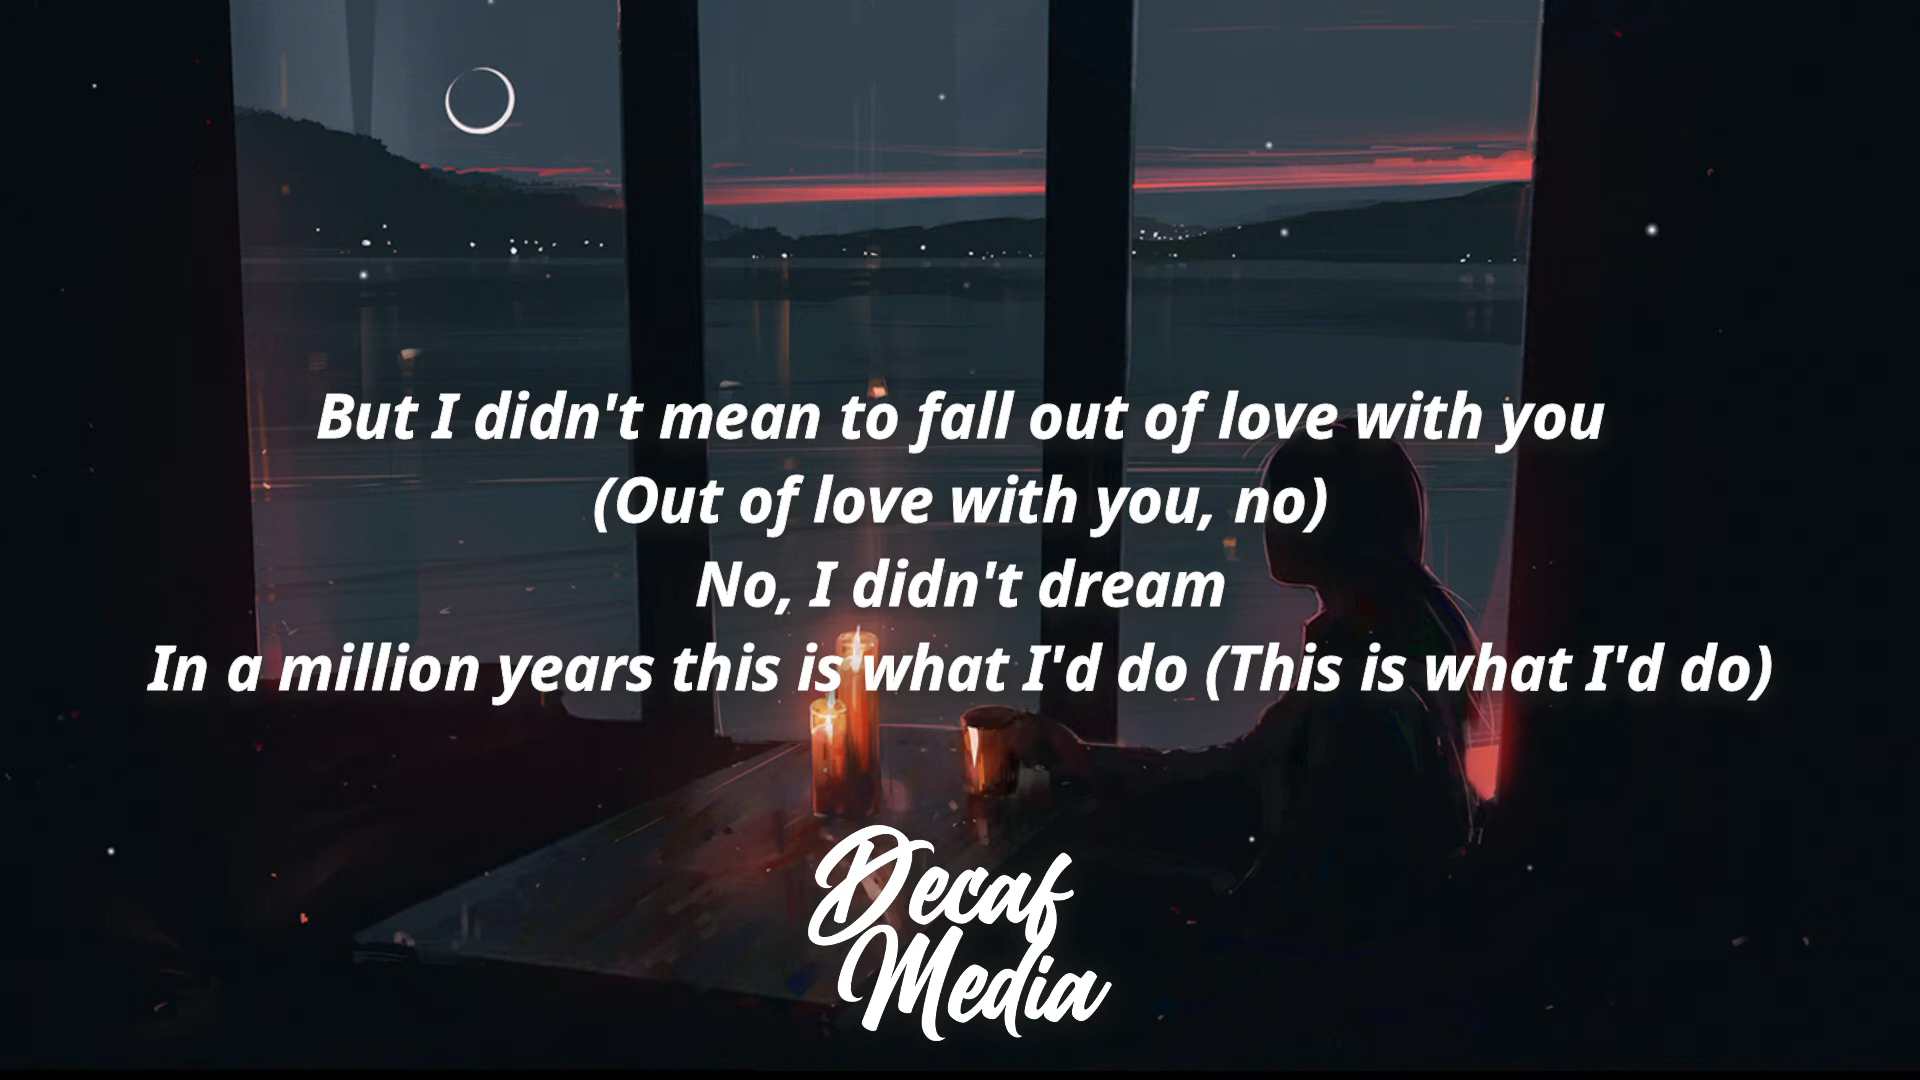 But I didn't mean to fall out of love with you
(Out of love with you, no)
No, I didn't dream
In a million years this is what I'd do (This is what I'd do)
Decaf
Media